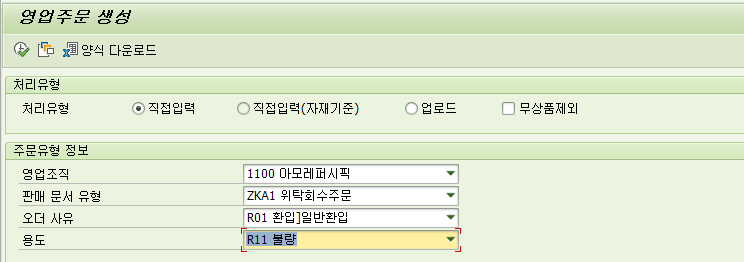 영업주문 생성
양식 다운로드
처리유형
처리유형 직접입력 직접입력(자재기준) 업로드 무상품제외
주문유형 정보
영업조직 1100 아모레퍼시픽
판매 문서 유형 ZKA1 위탁회수주문
오더 사유 R01 환입]일반환입
용도 R11 불량